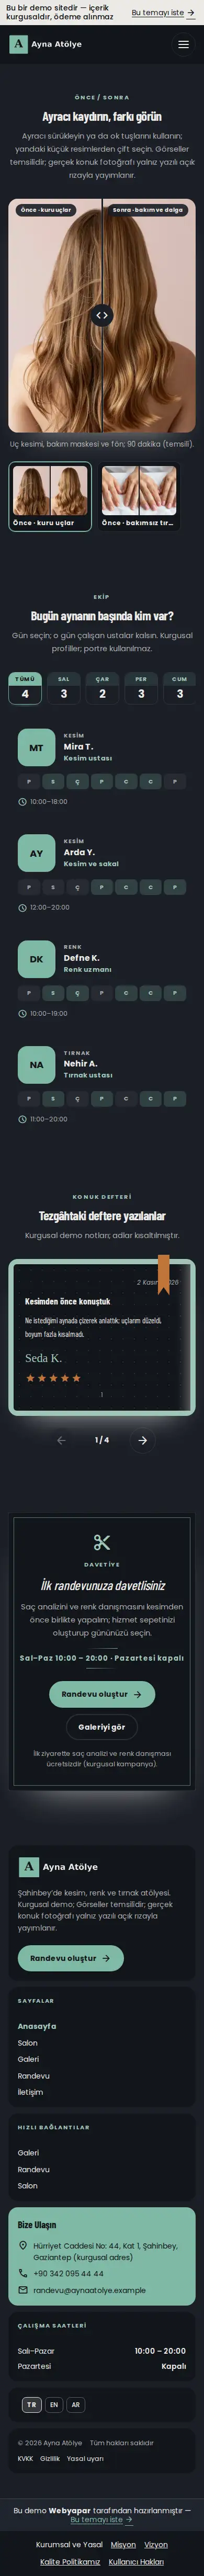 Bu bir demo sitedir — içerik
kurgusaldır, ödeme alınmaz
Bu temayı iste →
A Ayna Atölye
ÖNCE / SONRA
Ayracı kaydırın, farkı görün
Ayracı sürükleyin ya da ok tuşlarını kullanın;
yandaki küçük resimlerden çift seçin. Görseller
temsilîdir, gerçek konuk fotoğrafı yalnız yazılı açık
rızayla yayımlanır.
Önce · kuru uçlar
Sonra · bakım ve dalga
Uç kesimi, bakım maskesi ve fön; 90 dakika (temsilî).
Önce · kuru uçlar
Önce · bakımsız tır…
EKİP
Bugün aynanın başında kim var?
Gün seçin; o gün çalışan ustalar kalsın. Kurgusal
profiller, portre kullanılmaz.
TÜMÜ SAL ÇAR PER CUM
4 3 2 3 3
MT
KESİM
Mira T.
Kesim ustası
P S Ç P C C P
10:00–18:00
AY
KESİM
Arda Y.
Kesim ve sakal
P S Ç P C C P
12:00–20:00
DK
RENK
Defne K.
Renk uzmanı
P S Ç P C C P
10:00–19:00
NA
TIRNAK
Nehir A.
Tırnak ustası
P S Ç P C C P
11:00–20:00
KONUK DEFTERİ
Tezgâhtaki deftere yazılanlar
Kurgusal demo notları; adlar kısaltılmıştır.
Kesimden önce konuştuk
Ne istediğimi aynada çizerek anlattık; uçlarım düzeldi,
boyum fazla kısalmadı.
Seda K.
★★★★★
1
1 / 4
DAVETİYE
İlk randevunuza davetlisiniz
Saç analizini ve renk danışmasını kesimden
önce birlikte yapalım; hizmet sepetinizi
oluşturup gününüzü seçin.
Salı–Paz 10:00 – 20:00 · Pazartesi kapalı
Randevu oluştur →
Galeriyi gör
İlk ziyarette saç analizi ve renk danışması
ücretsizdir (kurgusal kampanya).
A Ayna Atölye
Şahinbey'de kesim, renk ve tırnak atölyesi.
Kurgusal demo; Görseller temsilîdir; gerçek
konuk fotoğrafı yalnız yazılı açık rızayla
yayımlanır.
Randevu oluştur →
SAYFALAR
Anasayfa
Salon
Galeri
Randevu
İletişim
HIZLI BAĞLANTILAR
Galeri
Randevu
Salon
Bize Ulaşın
Hürriyet Caddesi No: 44, Kat 1, Şahinbey,
Gaziantep (kurgusal adres)
+90 342 095 44 44
randevu@aynaatolye.example
ÇALIŞMA SAATLERİ
Salı–Pazar 10:00 – 20:00
Pazartesi Kapalı
TR EN AR
© 2026 Ayna Atölye Tüm hakları saklıdır
KVKK Gizlilik Yasal uyarı
Bu demo Webyapar tarafından hazırlanmıştır —
Bu temayı iste →
Kurumsal ve Yasal Misyon Vizyon
Kalite Politikamız Kullanıcı Hakları